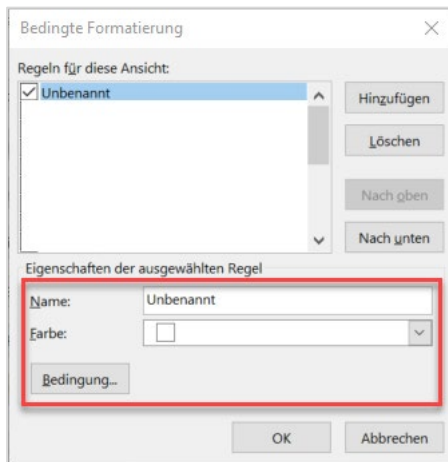 Bedingte Formatierung
Regeln für diese Ansicht:
Unbenannt
Hinzufügen
Löschen
Nach oben
Nach unten
Eigenschaften der ausgewählten Regel
Name: Unbenannt
Farbe:
Bedingung...
OK Abbrechen